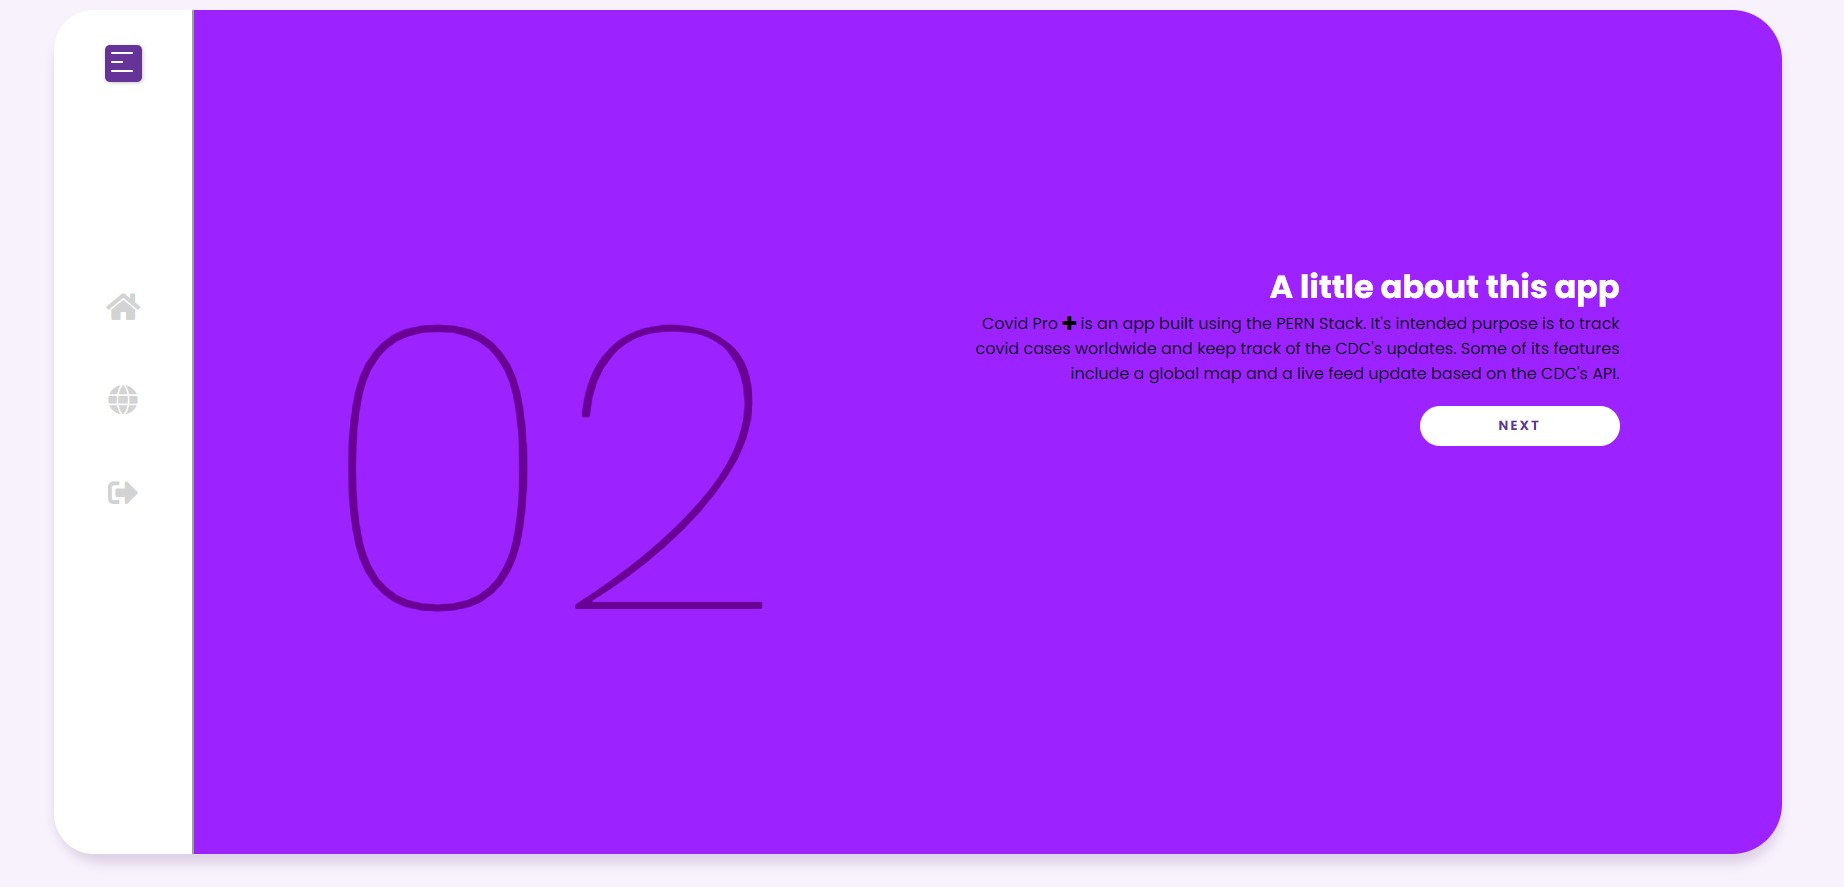 02
A little about this app
Covid Pro ✚ is an app built using the PERN Stack. It's intended purpose is to track
covid cases worldwide and keep track of the CDC's updates. Some of its features
include a global map and a live feed update based on the CDC's API.
NEXT